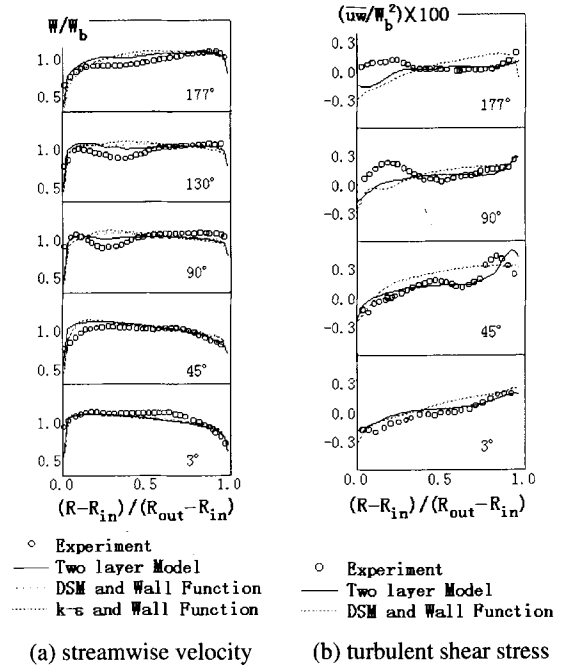 W/W_b
1.0
0.5
177°
1.0
0.5
130°
1.0
0.5
90°
1.0
0.5
45°
1.0
0.5
3°
0.0 0.5 1.0
(R−R_in)/(R_out−R_in)
○ Experiment
── Two layer Model
······ DSM and Wall Function
······ k-ε and Wall Function
(a) streamwise velocity
(uw/W_b^2)X100
0.3
0.0
−0.3
177°
0.3
0.0
−0.3
90°
0.3
0.0
−0.3
45°
0.3
0.0
−0.3
3°
0.0 0.5 1.0
(R−R_in)/(R_out−R_in)
○ Experiment
── Two layer Model
······ DSM and Wall Function
(b) turbulent shear stress